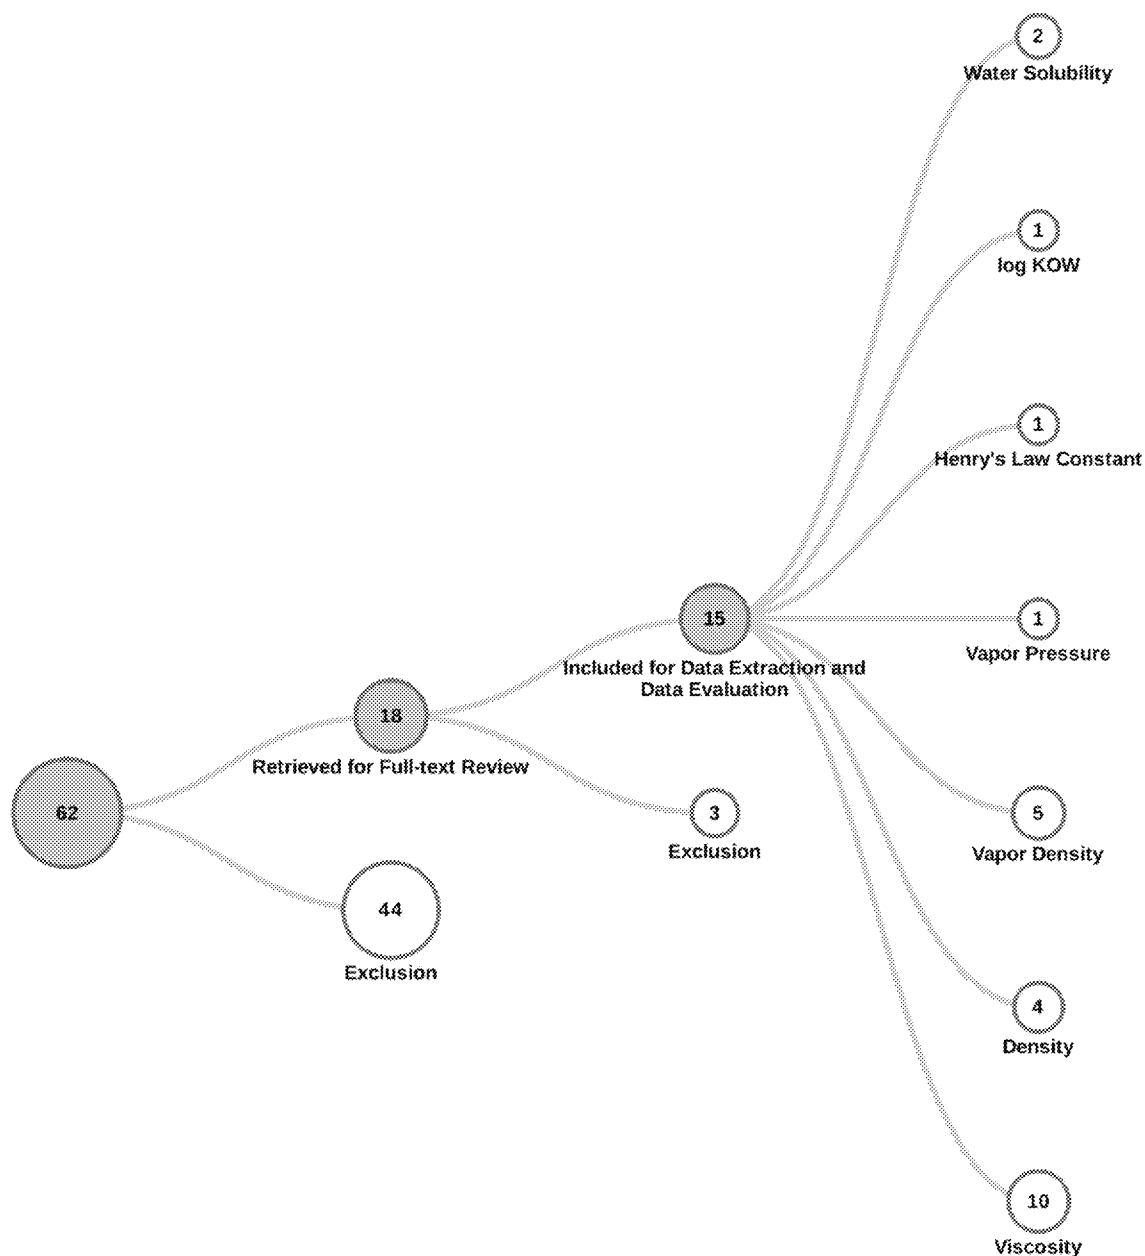 2
Water Solubility
1
log KOW
1
Henry's Law Constant
15
Included for Data Extraction and
Data Evaluation
1
Vapor Pressure
18
Retrieved for Full-text Review
62
3
Exclusion
5
Vapor Density
44
Exclusion
4
Density
10
Viscosity